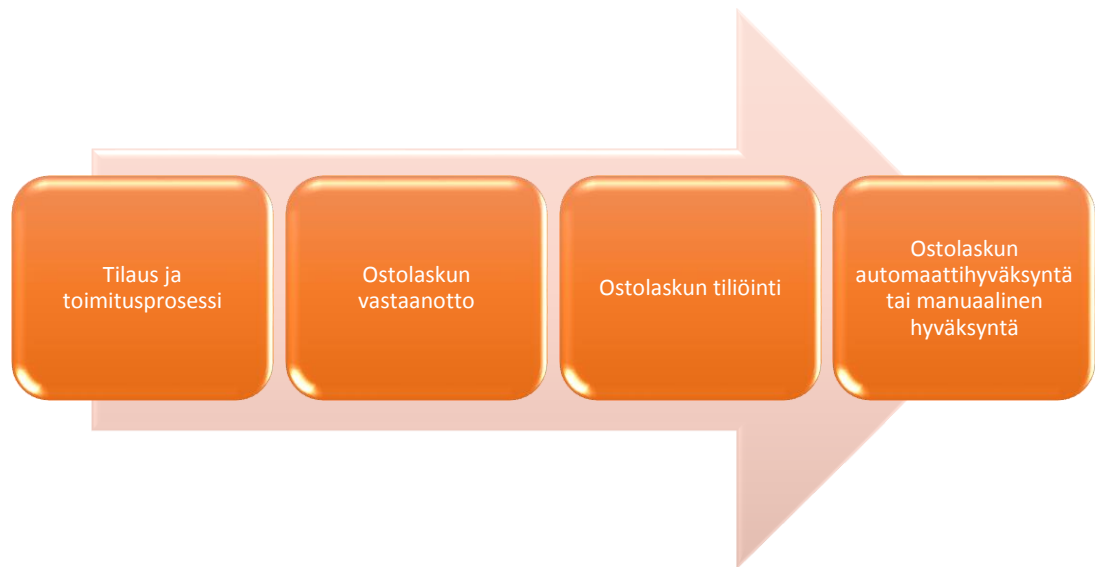 Tilaus ja
toimitusprosessi
Ostolaskun
vastaanotto
Ostolaskun tiliöinti
Ostolaskun
automaattihyväksyntä
tai manuaalinen
hyväksyntä